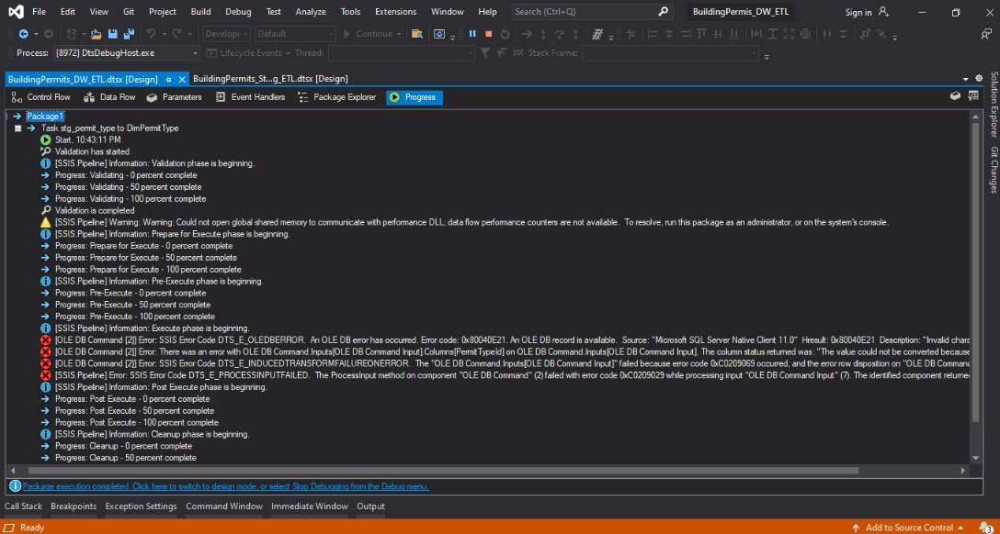 File Edit View Git Project Build Debug Test Analyze Tools Extensions Window Help Search (Ctrl+Q) BuildingPermis_DW_ETL Sign in
Developi Default Continue
Process: [8972] DtsDebugHost.exe Lifecycle Events Thread: Stack Frame:
BuildingPermits_DW_ETL.dtsx [Design] BuildingPermits_St...g_ETL.dtsx [Design]
Control Flow Data Flow Parameters Event Handlers Package Explorer Progress
Package1
Task stg_permit_type to DimPermitType
Start, 10:43:11 PM
Validation has started
[SSIS.Pipeline] Information: Validation phase is beginning.
Progress: Validating - 0 percent complete
Progress: Validating - 50 percent complete
Progress: Validating - 100 percent complete
Validation is completed
[SSIS.Pipeline] Warning: Warning: Could not open global shared memory to communicate with performance DLL; data flow performance counters are not available.  To resolve, run this package as an administrator, or on the system's console.
[SSIS.Pipeline] Information: Prepare for Execute phase is beginning.
Progress: Prepare for Execute - 0 percent complete
Progress: Prepare for Execute - 50 percent complete
Progress: Prepare for Execute - 100 percent complete
[SSIS.Pipeline] Information: Pre-Execute phase is beginning.
Progress: Pre-Execute - 0 percent complete
Progress: Pre-Execute - 50 percent complete
Progress: Pre-Execute - 100 percent complete
[SSIS.Pipeline] Information: Execute phase is beginning.
[OLE DB Command [2]] Error: SSIS Error Code DTS_E_OLEDBERROR.  An OLE DB error has occurred. Error code: 0x80040E21. An OLE DB record is available.  Source: "Microsoft SQL Server Native Client 11.0"  Hresult: 0x80040E21  Description: "Invalid chara
[OLE DB Command [2]] Error: There was an error with OLE DB Command.Inputs[OLE DB Command Input].Columns[PermitTypeId] on OLE DB Command.Inputs[OLE DB Command Input]. The column status returned was: "The value could not be converted because
[OLE DB Command [2]] Error: SSIS Error Code DTS_E_INDUCEDTRANSFORMFAILUREONERROR.  The "OLE DB Command.Inputs[OLE DB Command Input]" failed because error code 0xC0209069 occurred, and the error row disposition on "OLE DB Comman
[SSIS.Pipeline] Error: SSIS Error Code DTS_E_PROCESSINPUTFAILED.  The ProcessInput method on component "OLE DB Command" (2) failed with error code 0xC0209029 while processing input "OLE DB Command Input" (7). The identified component returne
[SSIS.Pipeline] Information: Post Execute phase is beginning.
Progress: Post Execute - 0 percent complete
Progress: Post Execute - 50 percent complete
Progress: Post Execute - 100 percent complete
[SSIS.Pipeline] Information: Cleanup phase is beginning.
Progress: Cleanup - 0 percent complete
Progress: Cleanup - 50 percent complete
Package execution completed. Click here to switch to design mode, or select Stop Debugging from the Debug menu.
Solution Explorer
Git Changes
Call Stack Breakpoints Exception Settings Command Window Immediate Window Output
Ready Add to Source Control 3